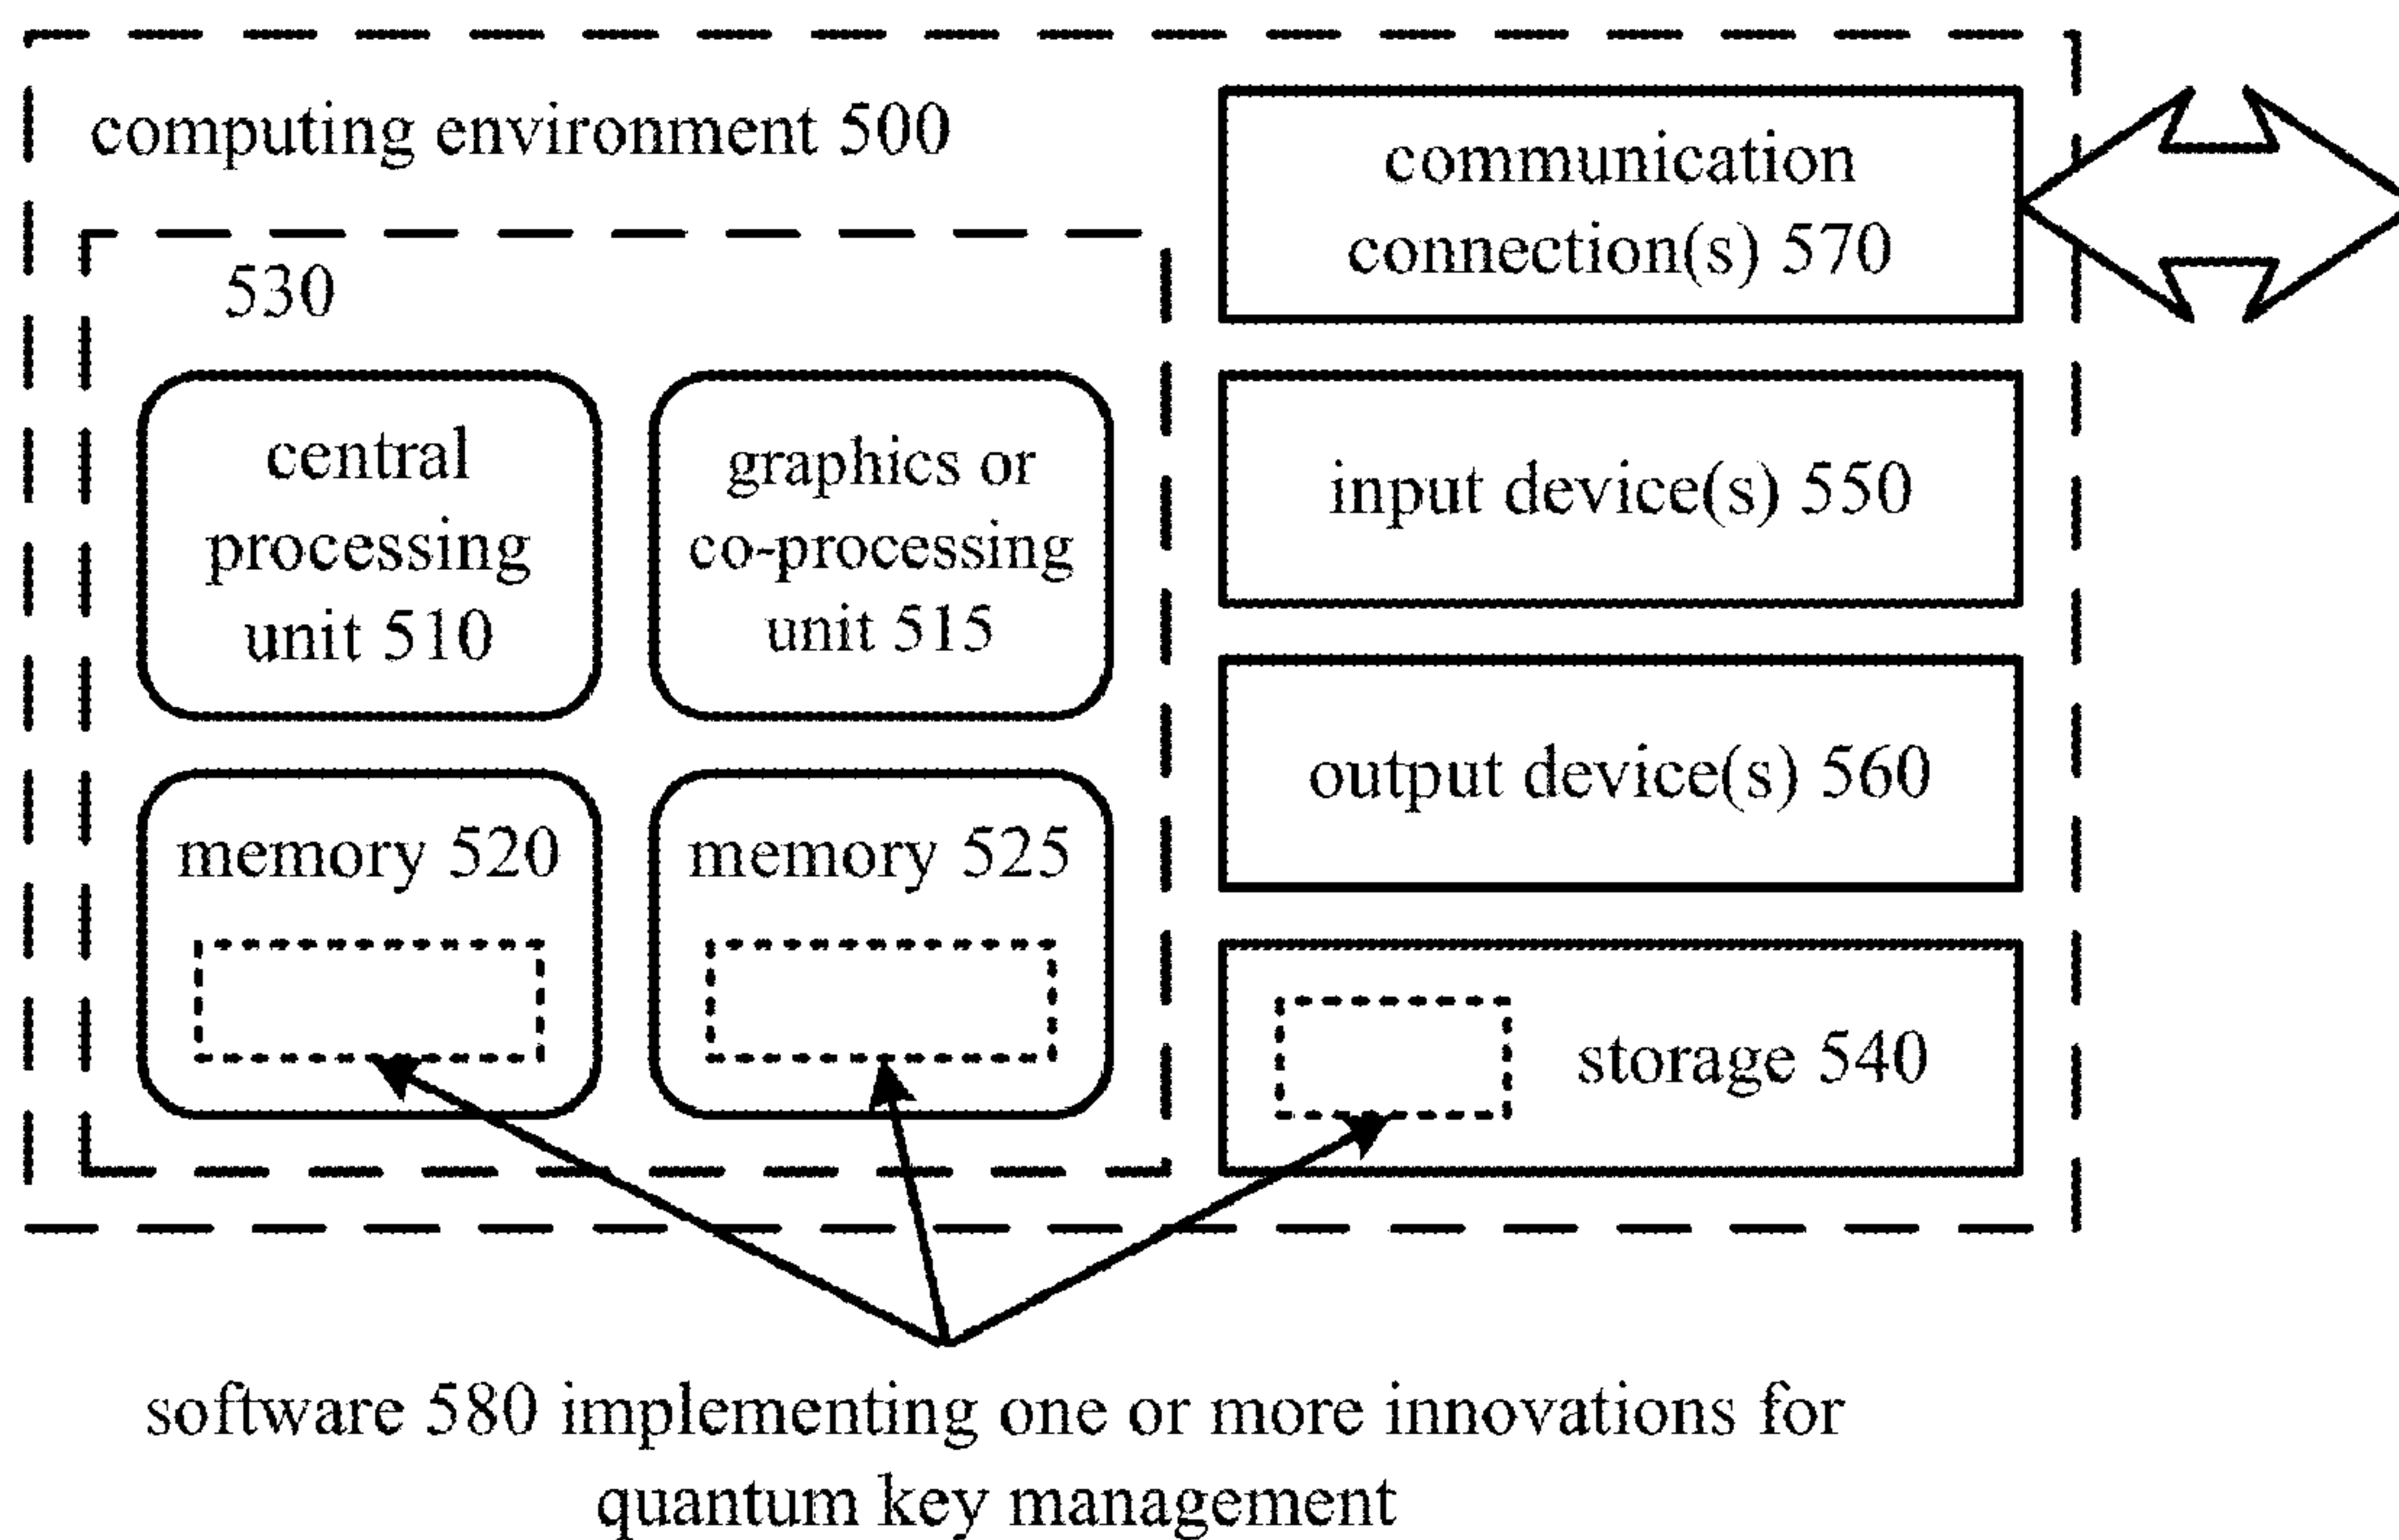 computing environment 500
530
central
processing
unit 510
graphics or
co-processing
unit 515
memory 520
memory 525
communication
connection(s) 570
input device(s) 550
output device(s) 560
storage 540
software 580 implementing one or more innovations for
quantum key management